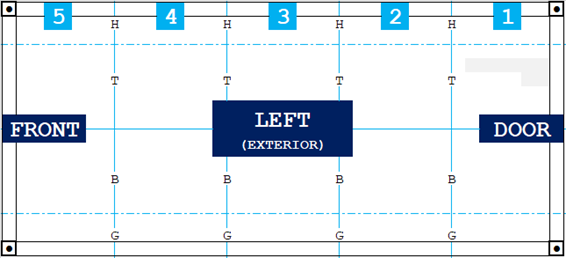 5 4 3 2 1
H H H H
T T T T
LEFT
FRONT DOOR
(EXTERIOR)
B B B B
G G G G